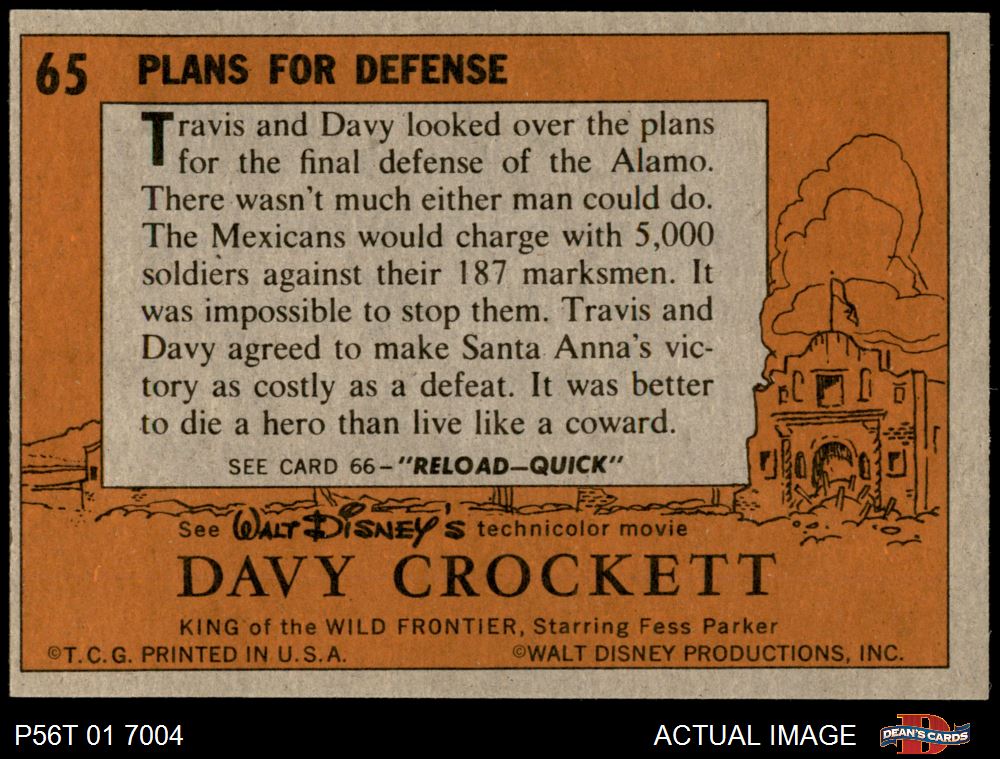 65 PLANS FOR DEFENSE
Travis and Davy looked over the plans
for the final defense of the Alamo.
There wasn't much either man could do.
The Mexicans would charge with 5,000
soldiers against their 187 marksmen. It
was impossible to stop them. Travis and
Davy agreed to make Santa Anna's vic-
tory as costly as a defeat. It was better
to die a hero than live like a coward.
SEE CARD 66-"RELOAD-QUICK"
See WALT DISNEY'S technicolor movie
DAVY CROCKETT
KING of the WILD FRONTIER, Starring Fess Parker
©T.C.G. PRINTED IN U.S.A. ©WALT DISNEY PRODUCTIONS, INC.
P56T 01 7004 ACTUAL IMAGE D DEAN'S CARDS